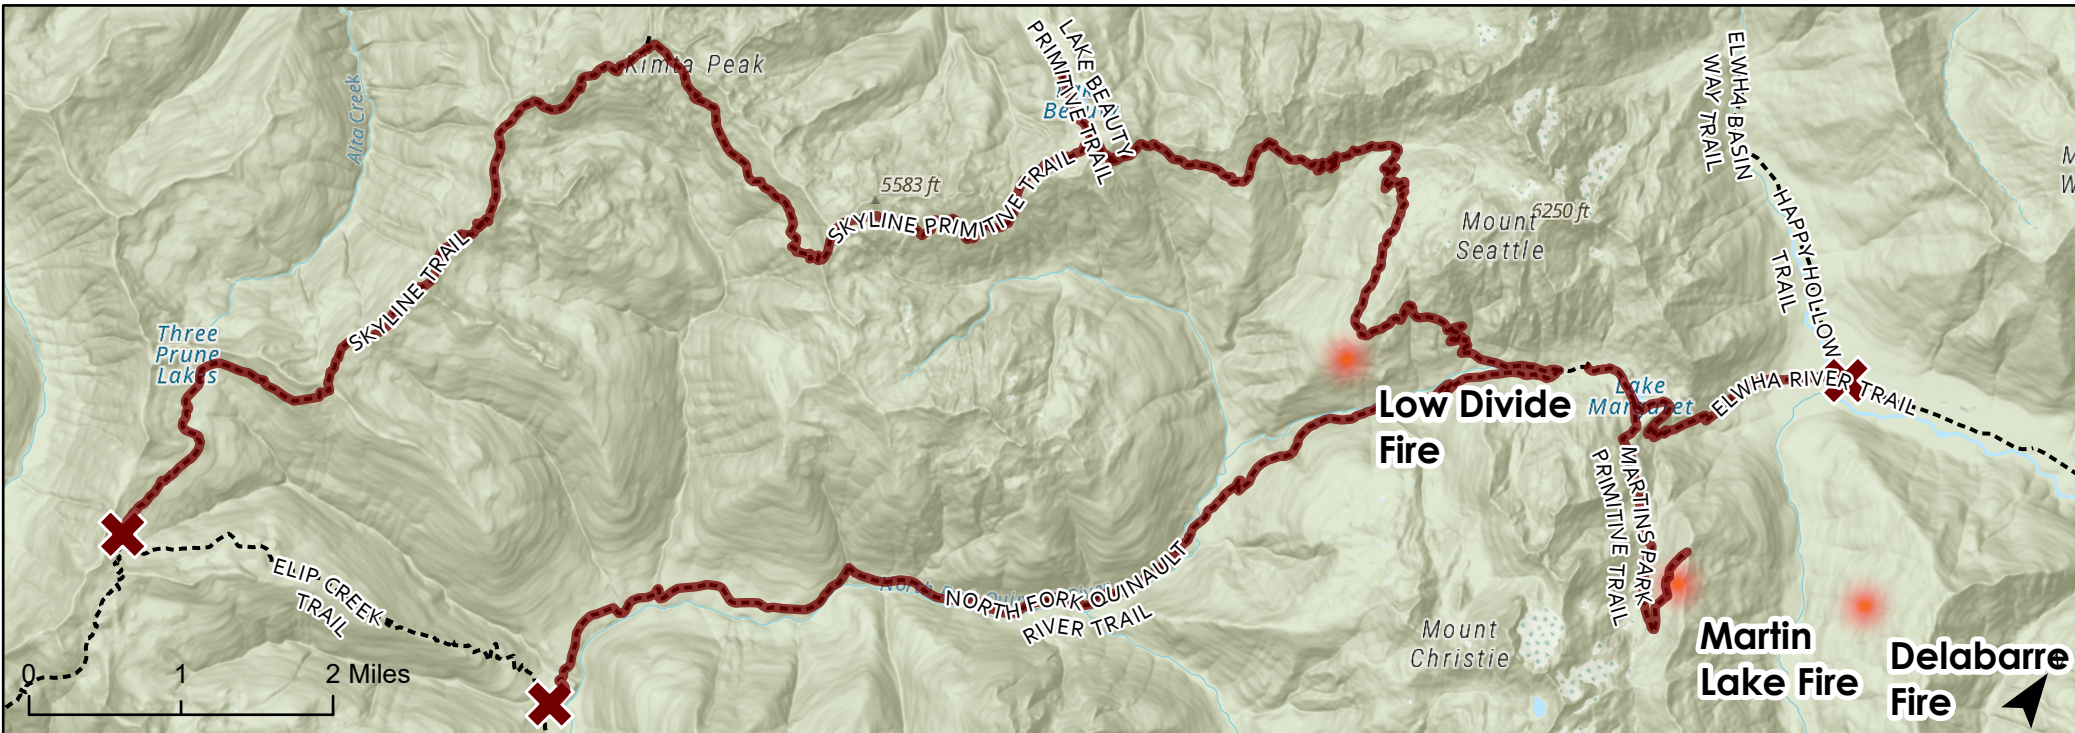 Kimta Peak
Alta Creek
LAKE BEAUTY
PRIMITIVE TRAIL
ELWHA BASIN
WAY TRAIL
5583 ft
SKYLINE PRIMITIVE TRAIL
6250 ft
Mount
Seattle
HAPPY HOLLOW
TRAIL
SKYLINE TRAIL
Three
Prune
Lakes
Lake
Margaret
ELWHA RIVER TRAIL
Low Divide
Fire
MARTINS PARK
PRIMITIVE TRAIL
ELIP CREEK
TRAIL
NORTH FORK QUINAULT
RIVER TRAIL
Mount
Christie
Martin
Lake Fire
Delabarre
Fire
0 1 2 Miles